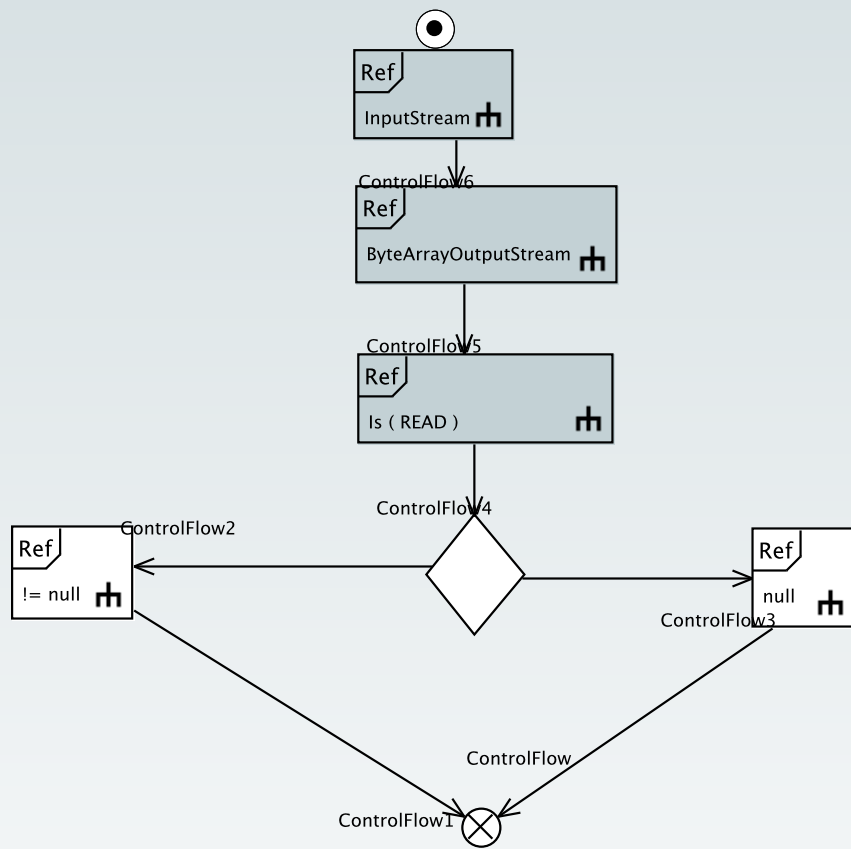 Ref
InputStream
ControlFlow6
Ref
ByteArrayOutputStream
ControlFlow5
Ref
Is ( READ )
ControlFlow4
ControlFlow2
Ref
!= null
Ref
null
ControlFlow3
ControlFlow
ControlFlow1